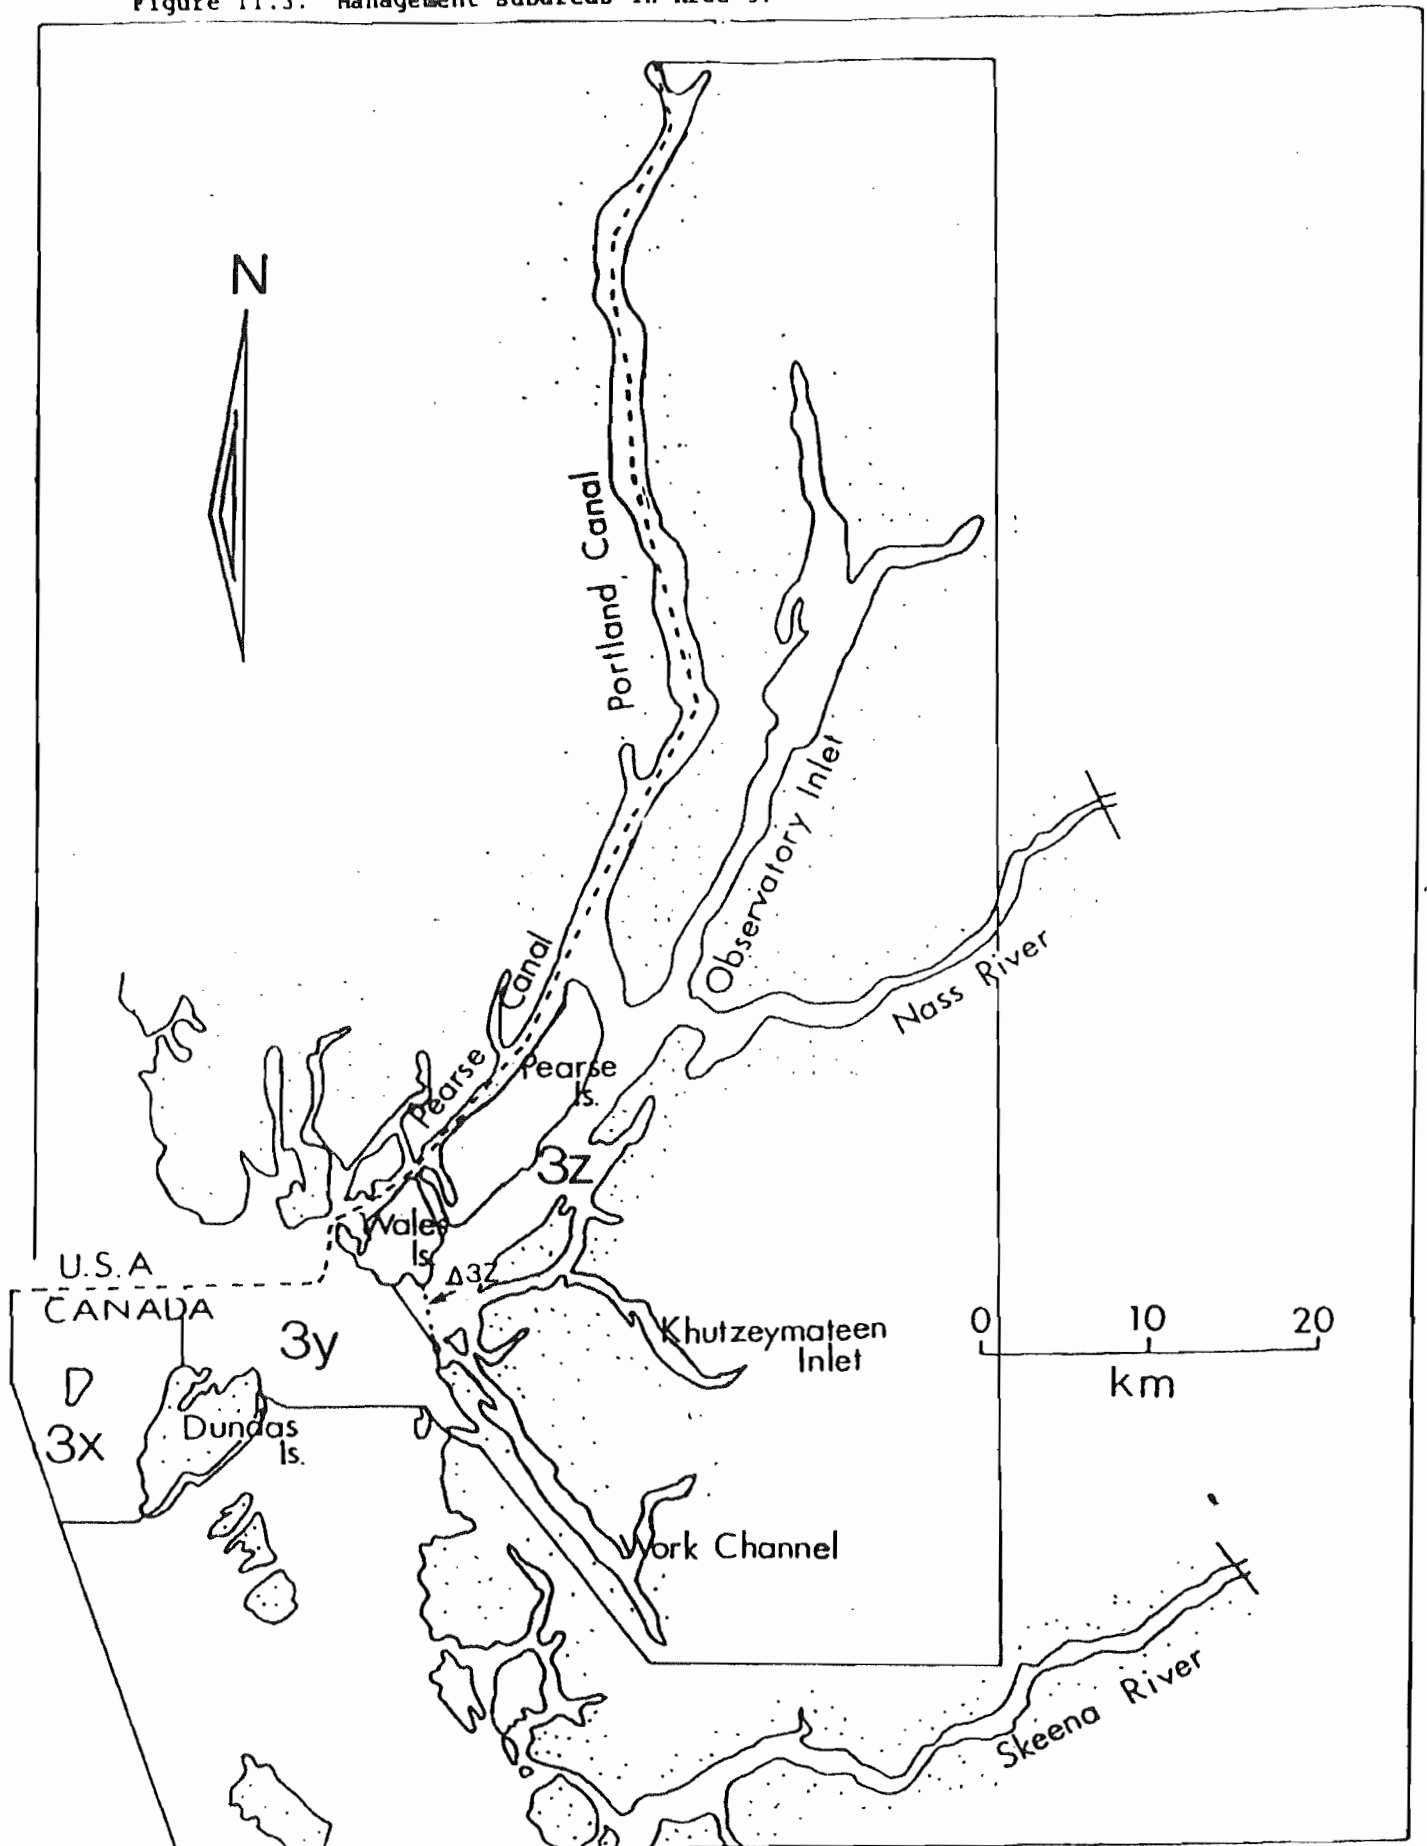 Figure 11.3. Management subareas in Area 3.
N
Portland Canal
Observatory Inlet
Nass River
Pearse Canal
Pearse
Is.
3z
Wales
Is.
U.S.A
Δ3Z
CANADA
3y
Khutzeymateen
Inlet
0 10 20
km
3x
Dundas
Is.
Work Channel
Skeena River